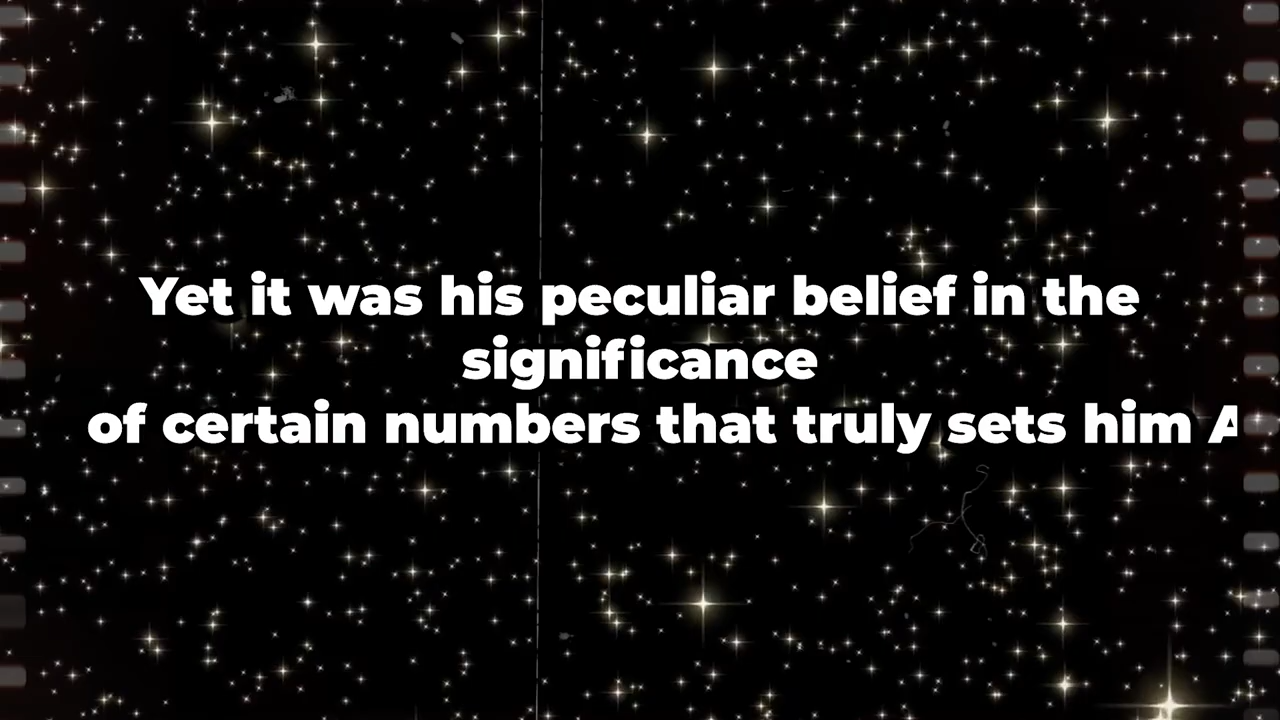 Yet it was his peculiar belief in the
significance
of certain numbers that truly sets him